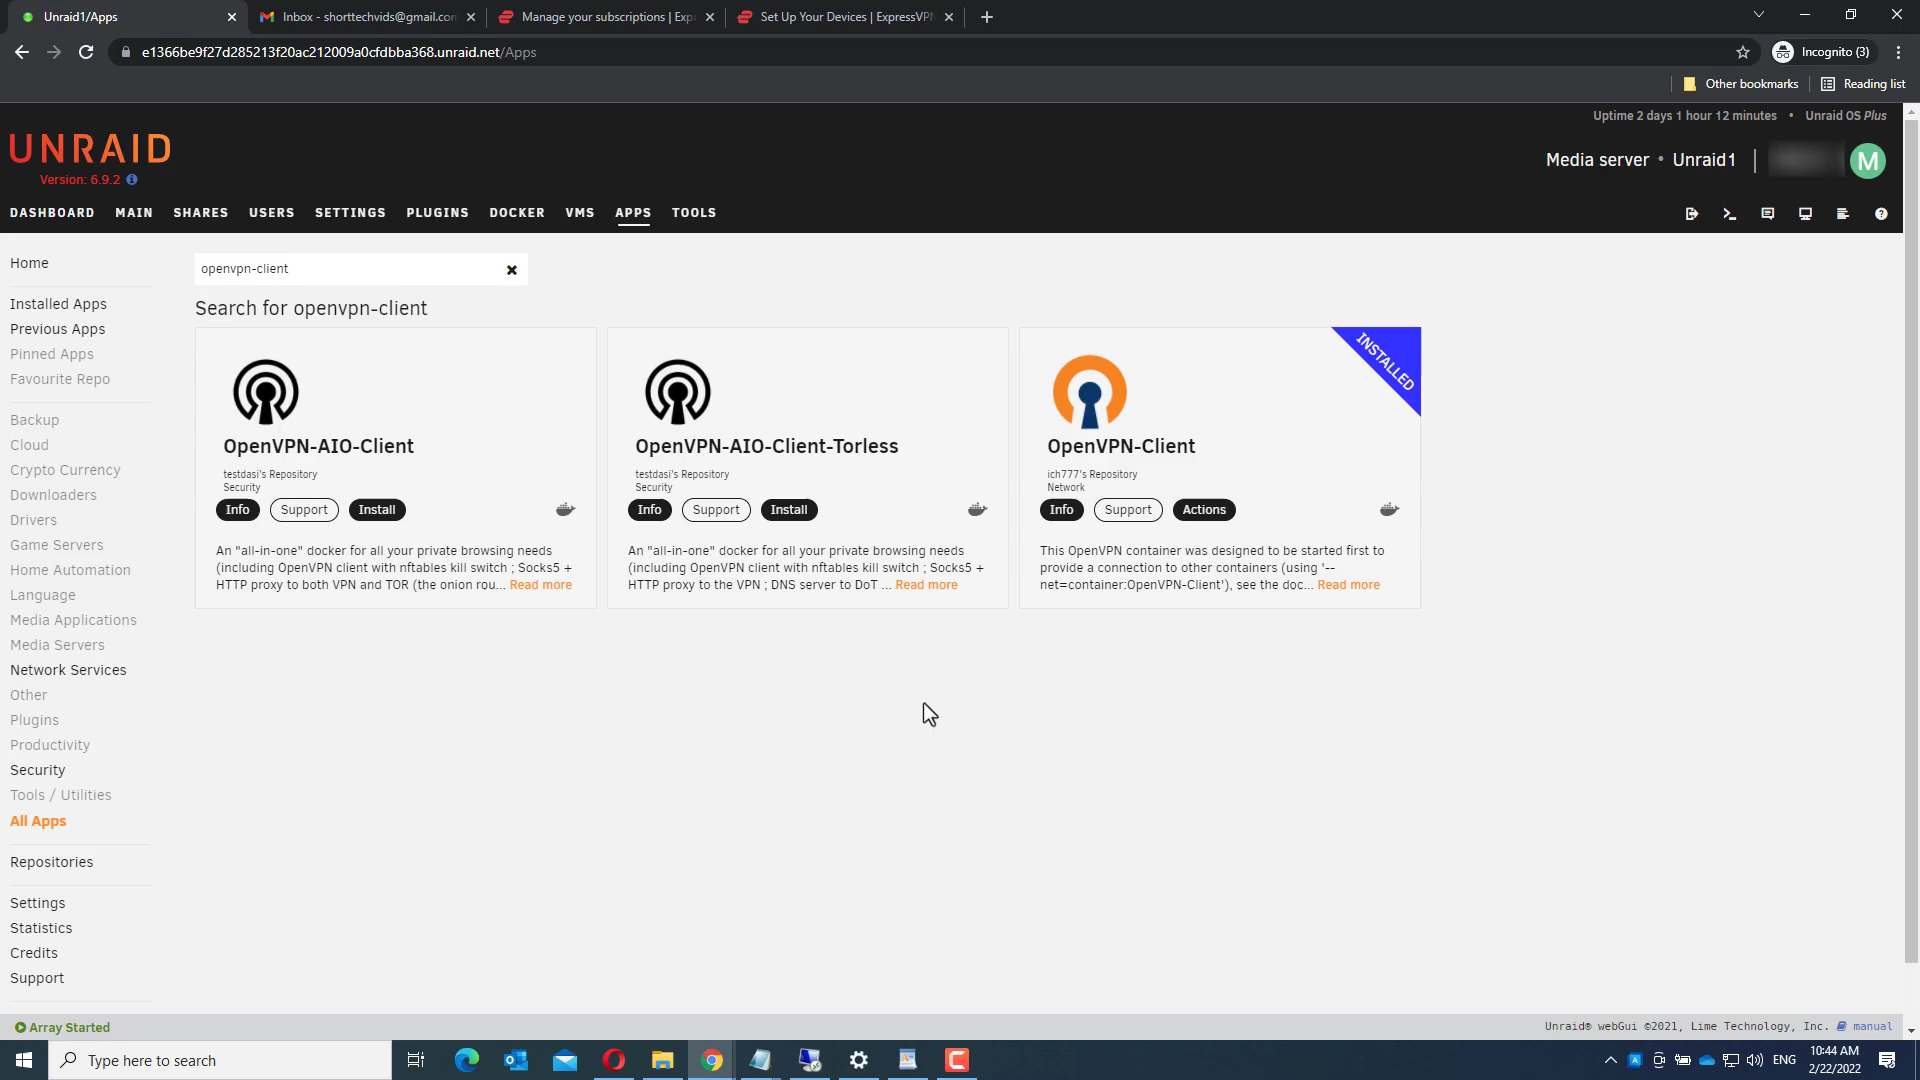 Unraid1/Apps
Inbox - shorttechvids@gmail.com
Manage your subscriptions | Exp
Set Up Your Devices | ExpressVPN
e1366be9f27d285213f20ac212009a0cfdbba368.unraid.net/Apps
Incognito (3)
Other bookmarks
Reading list
Uptime 2 days 1 hour 12 minutes • Unraid OS Plus
UNRAID
Version: 6.9.2
Media server • Unraid1
M
DASHBOARD MAIN SHARES USERS SETTINGS PLUGINS DOCKER VMS APPS TOOLS
Home
Installed Apps
Previous Apps
Pinned Apps
Favourite Repo
Backup
Cloud
Crypto Currency
Downloaders
Drivers
Game Servers
Home Automation
Language
Media Applications
Media Servers
Network Services
Other
Plugins
Productivity
Security
Tools / Utilities
All Apps
Repositories
Settings
Statistics
Credits
Support
openvpn-client
Search for openvpn-client
OpenVPN-AIO-Client
testdasi's Repository
Security
Info Support Install
An "all-in-one" docker for all your private browsing needs
(including OpenVPN client with nftables kill switch ; Socks5 +
HTTP proxy to both VPN and TOR (the onion rou... Read more
OpenVPN-AIO-Client-Torless
testdasi's Repository
Security
Info Support Install
An "all-in-one" docker for all your private browsing needs
(including OpenVPN client with nftables kill switch ; Socks5 +
HTTP proxy to the VPN ; DNS server to DoT ... Read more
INSTALLED
OpenVPN-Client
ich777's Repository
Network
Info Support Actions
This OpenVPN container was designed to be started first to
provide a connection to other containers (using '--
net=container:OpenVPN-Client'), see the doc... Read more
Array Started
Unraid® webGui ©2021, Lime Technology, Inc. manual
Type here to search
ENG
10:44 AM
2/22/2022